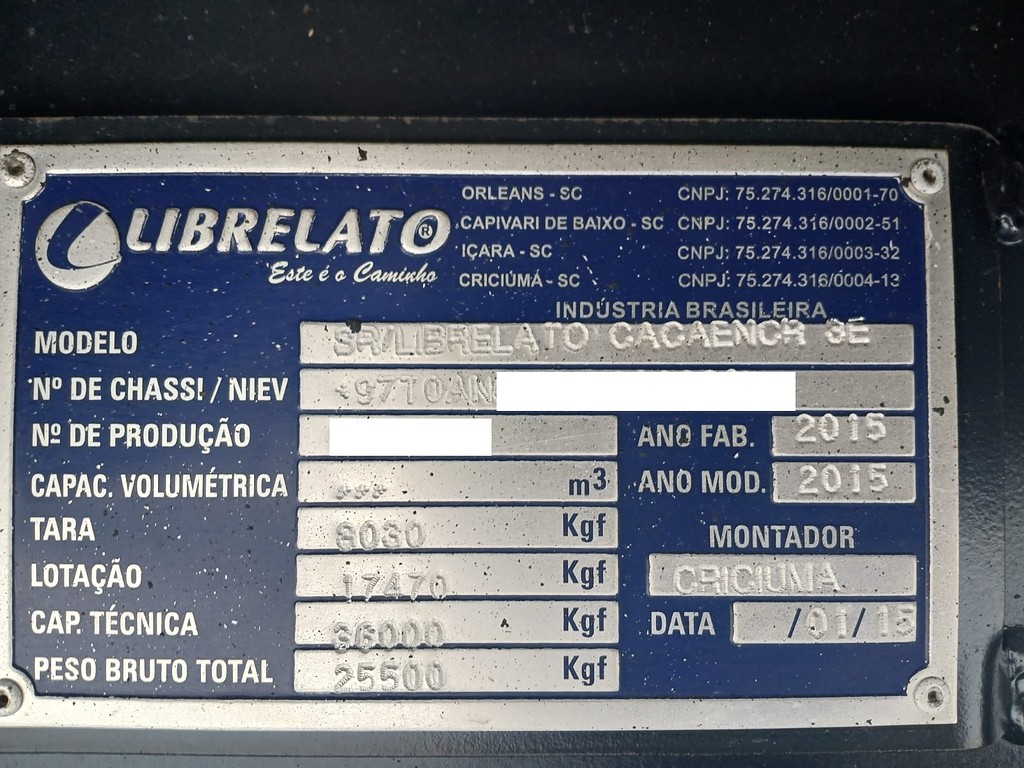 LIBRELATO®
Este é o Caminho
ORLEANS - SC CNPJ: 75.274.316/0001-70
CAPIVARI DE BAIXO - SC CNPJ: 75.274.316/0002-51
IÇARA - SC CNPJ: 75.274.316/0003-32
CRICIÚMA - SC CNPJ: 75.274.316/0004-13
INDÚSTRIA BRASILEIRA
MODELO SR/LIBRELATO CACAENCR 3E
Nº DE CHASSI / NIEV *97T0AN
Nº DE PRODUÇÃO ANO FAB. 2015
CAPAC. VOLUMÉTRICA *** m³ ANO MOD. 2015
TARA 8030 Kgf
MONTADOR
LOTAÇÃO 17470 Kgf CRICIUMA
CAP. TÉCNICA 36000 Kgf DATA /01/15
PESO BRUTO TOTAL 25500 Kgf